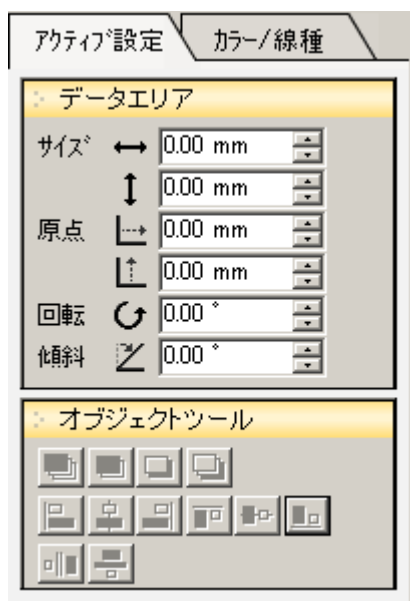 アクティブ設定 カラー/線種
データエリア
サイズ 0.00 mm
0.00 mm
原点 0.00 mm
0.00 mm
回転 0.00 °
傾斜 0.00 °
オブジェクトツール